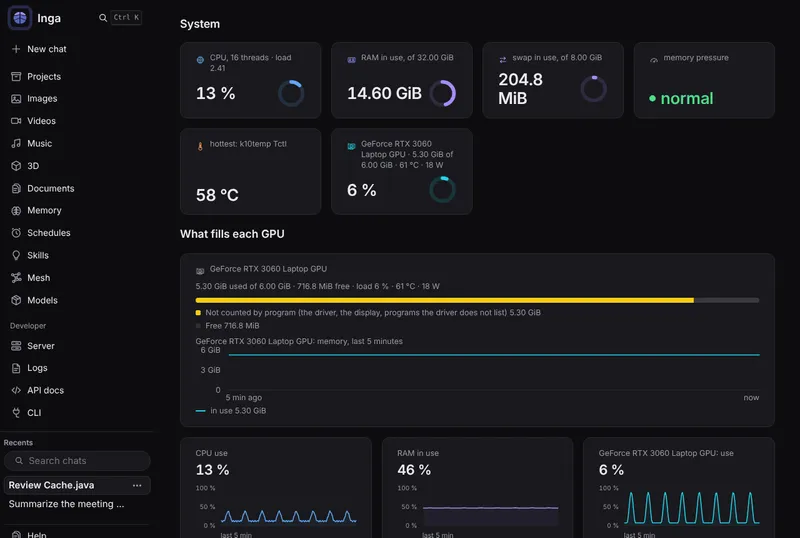 Inga
Ctrl K
New chat
Projects
Images
Videos
Music
3D
Documents
Memory
Schedules
Skills
Mesh
Models
Developer
Server
Logs
API docs
CLI
Recents
Search chats
Review Cache.java
Summarize the meeting ...
Help
System
CPU, 16 threads · load
2.41
13 %
RAM in use, of 32.00 GiB
14.60 GiB
swap in use, of 8.00 GiB
204.8
MiB
memory pressure
normal
hottest: k10temp Tctl
58 °C
GeForce RTX 3060
Laptop GPU · 5.30 GiB of
6.00 GiB · 61 °C · 18 W
6 %
What fills each GPU
GeForce RTX 3060 Laptop GPU
5.30 GiB used of 6.00 GiB · 716.8 MiB free · load 6 % · 61 °C · 18 W
Not counted by program (the driver, the display, programs the driver does not list) 5.30 GiB
Free 716.8 MiB
GeForce RTX 3060 Laptop GPU: memory, last 5 minutes
6 GiB
3 GiB
0
5 min ago
now
in use 5.30 GiB
CPU use
13 %
100 %
50 %
0 %
last 5 min
RAM in use
46 %
100 %
50 %
0 %
last 5 min
GeForce RTX 3060 Laptop GPU: use
6 %
100 %
50 %
0 %
last 5 min